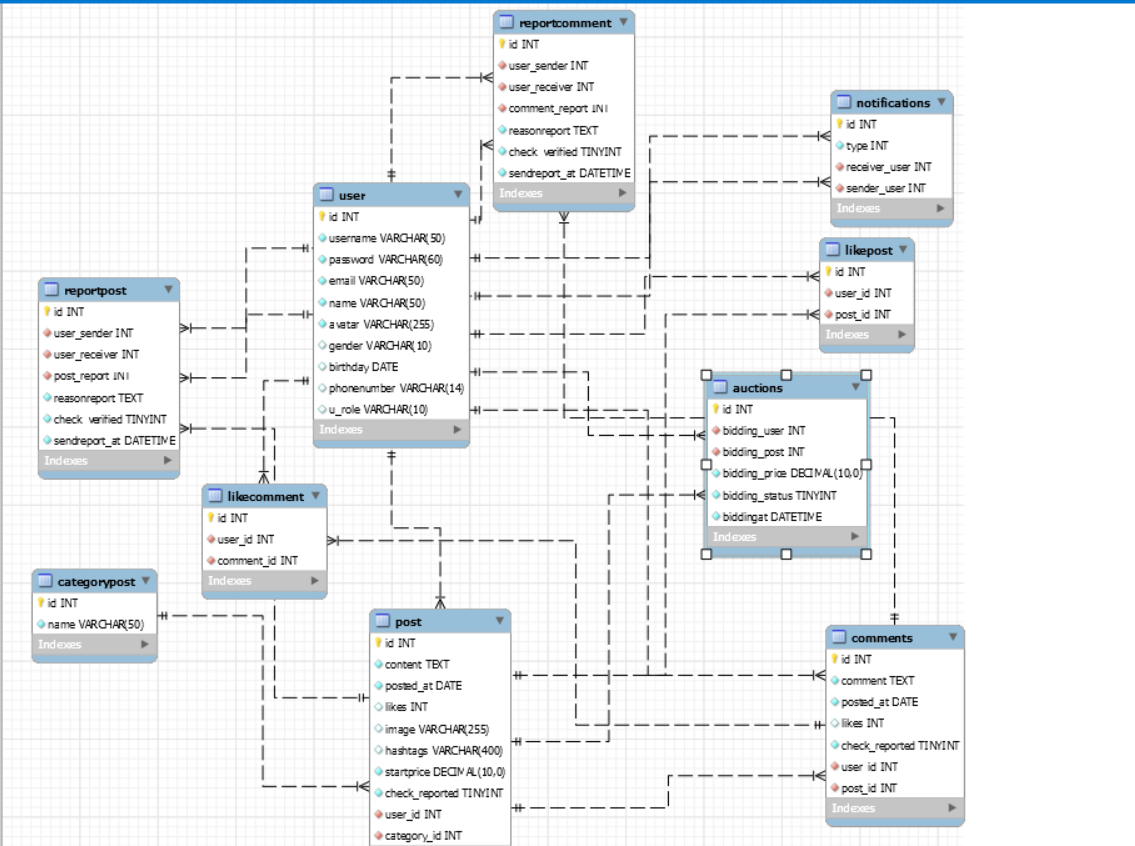 reportcomment
id INT
user_sender INT
user_receiver INT
comment_report INT
reasonreport TEXT
check_verified TINYINT
sendreport_at DATETIME
Indexes
notifications
id INT
type INT
receiver_user INT
sender_user INT
Indexes
user
id INT
username VARCHAR(50)
password VARCHAR(60)
email VARCHAR(50)
name VARCHAR(50)
avatar VARCHAR(255)
gender VARCHAR(10)
birthday DATE
phonenumber VARCHAR(14)
u_role VARCHAR(10)
Indexes
likepost
id INT
user_id INT
post_id INT
Indexes
reportpost
id INT
user_sender INT
user_receiver INT
post_report INT
reasonreport TEXT
check_verified TINYINT
sendreport_at DATETIME
Indexes
auctions
id INT
bidding_user INT
bidding_post INT
bidding_price DECIMAL(10,0)
bidding_status TINYINT
biddingat DATETIME
Indexes
likecomment
id INT
user_id INT
comment_id INT
Indexes
categorypost
id INT
name VARCHAR(50)
Indexes
post
id INT
content TEXT
posted_at DATE
likes INT
image VARCHAR(255)
hashtags VARCHAR(400)
startprice DECIMAL(10,0)
check_reported TINYINT
user_id INT
category_id INT
comments
id INT
comment TEXT
posted_at DATE
likes INT
check_reported TINYINT
user_id INT
post_id INT
Indexes